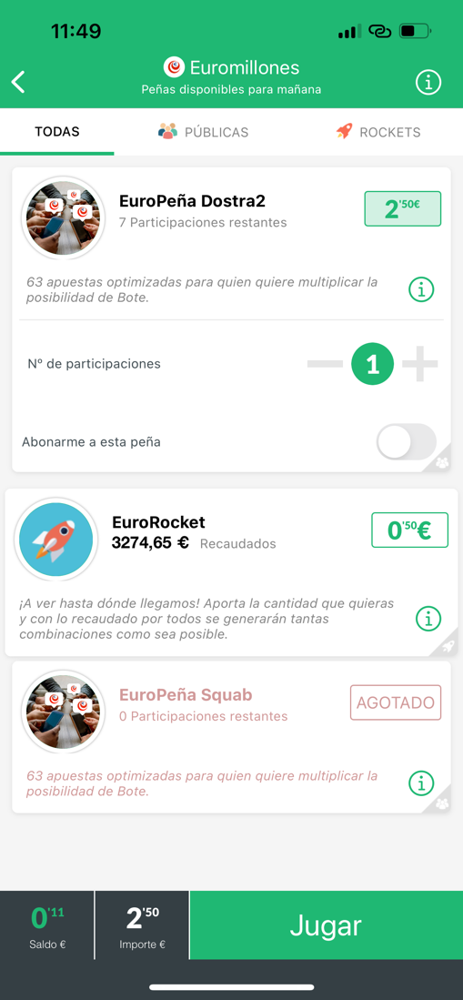 11:49
Euromillones
Peñas disponibles para mañana
TODAS
PÚBLICAS
ROCKETS
EuroPeña Dostra2
2'50€
7 Participaciones restantes
63 apuestas optimizadas para quien quiere multiplicar la
posibilidad de Bote.
Nº de participaciones
1
Abonarme a esta peña
EuroRocket
0'50€
3274,65 € Recaudados
¡A ver hasta dónde llegamos! Aporta la cantidad que quieras
y con lo recaudado por todos se generarán tantas
combinaciones como sea posible.
EuroPeña Squab
AGOTADO
0 Participaciones restantes
63 apuestas optimizadas para quien quiere multiplicar la
posibilidad de Bote.
0'11
Saldo €
2'50
Importe €
Jugar